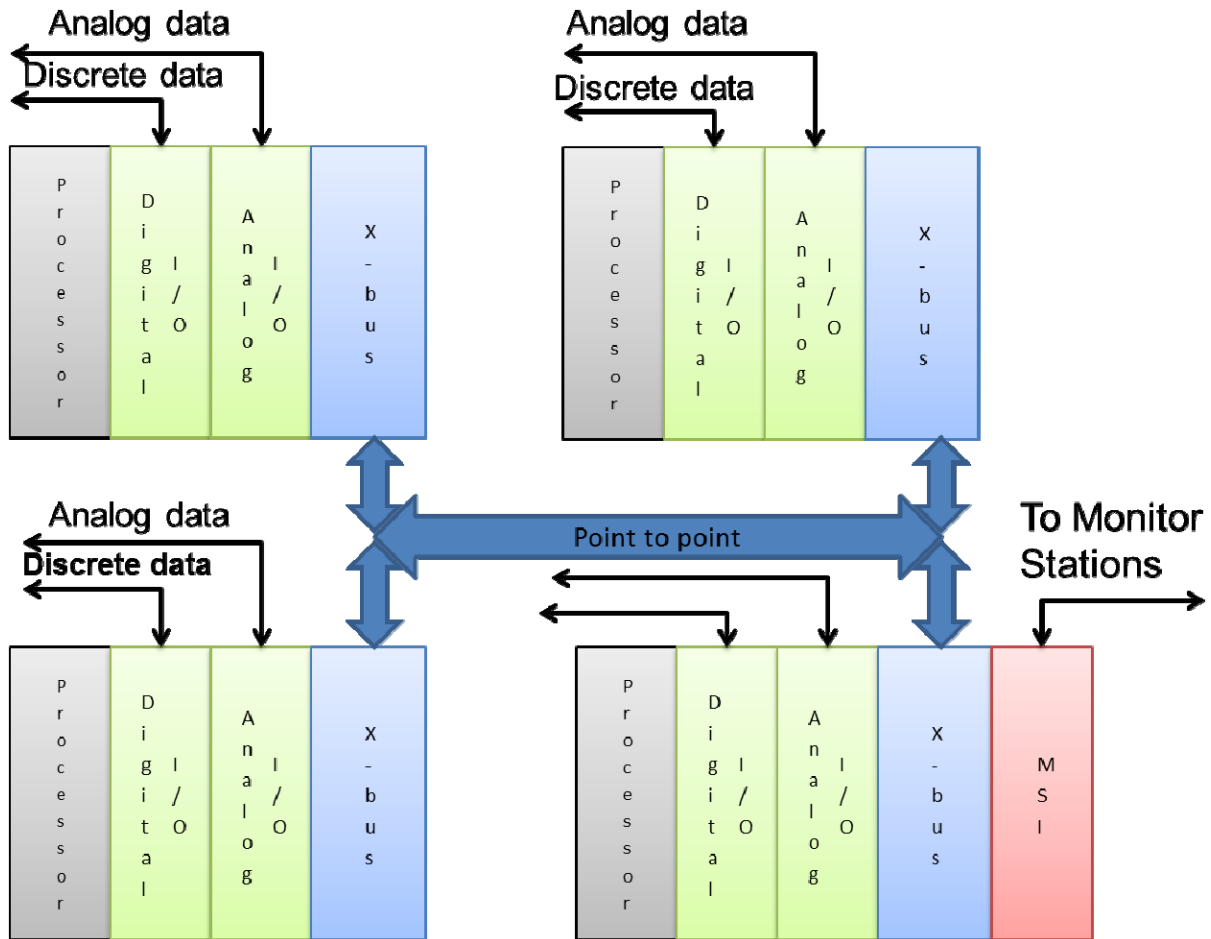 Analog data
Discrete data
Processor
Digital
I/O
Analog
I/O
X-bus
Analog data
Discrete data
Processor
Digital
I/O
Analog
I/O
X-bus
Point to point
Analog data
Discrete data
Processor
Digital
I/O
Analog
I/O
X-bus
To Monitor
Stations
Processor
Digital
I/O
Analog
I/O
X-bus
MSI